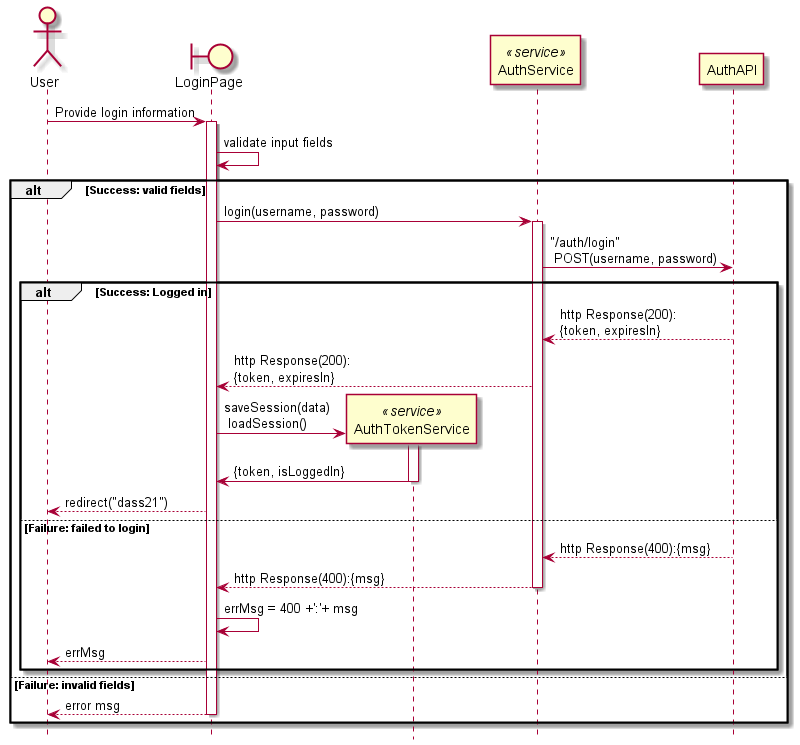 User
LoginPage
«service»
AuthService
AuthAPI
Provide login information
validate input fields
alt [Success: valid fields]
login(username, password)
"/auth/login"
POST(username, password)
alt [Success: Logged in]
http Response(200):
{token, expiresIn}
http Response(200):
{token, expiresIn}
saveSession(data)
loadSession()
«service»
AuthTokenService
{token, isLoggedIn}
redirect("dass21")
[Failure: failed to login]
http Response(400):{msg}
http Response(400):{msg}
errMsg = 400 +':'+ msg
errMsg
[Failure: invalid fields]
error msg